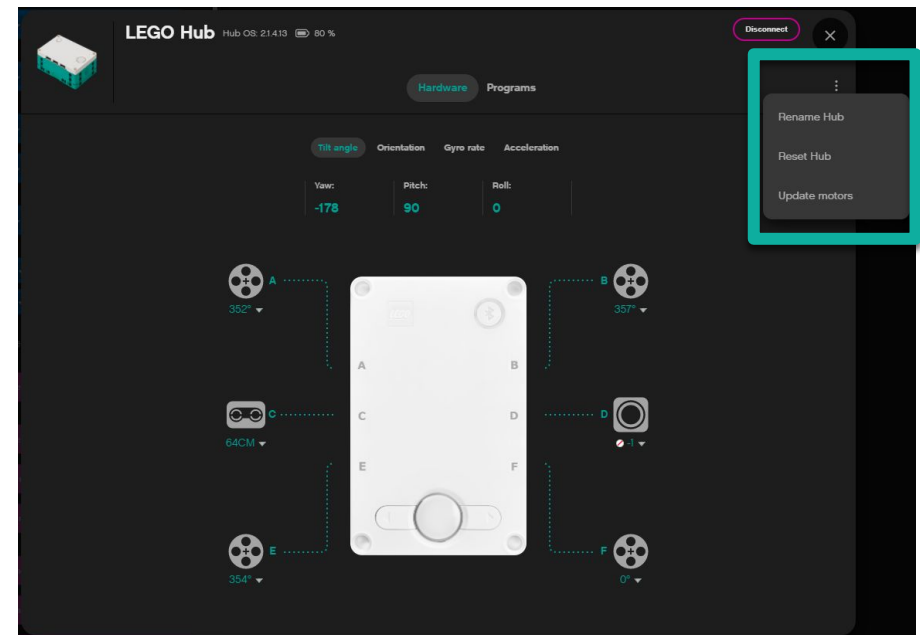 LEGO Hub Hub OS: 2.1.4.13 80 %
Disconnect
Hardware Programs
Rename Hub
Reset Hub
Update motors
Tilt angle Orientation Gyro rate Acceleration
Yaw: Pitch: Roll:
-178 90 0
A B
352° 357°
LEGO
A B
C C D D
64CM -1
E F
E F
354° 0°